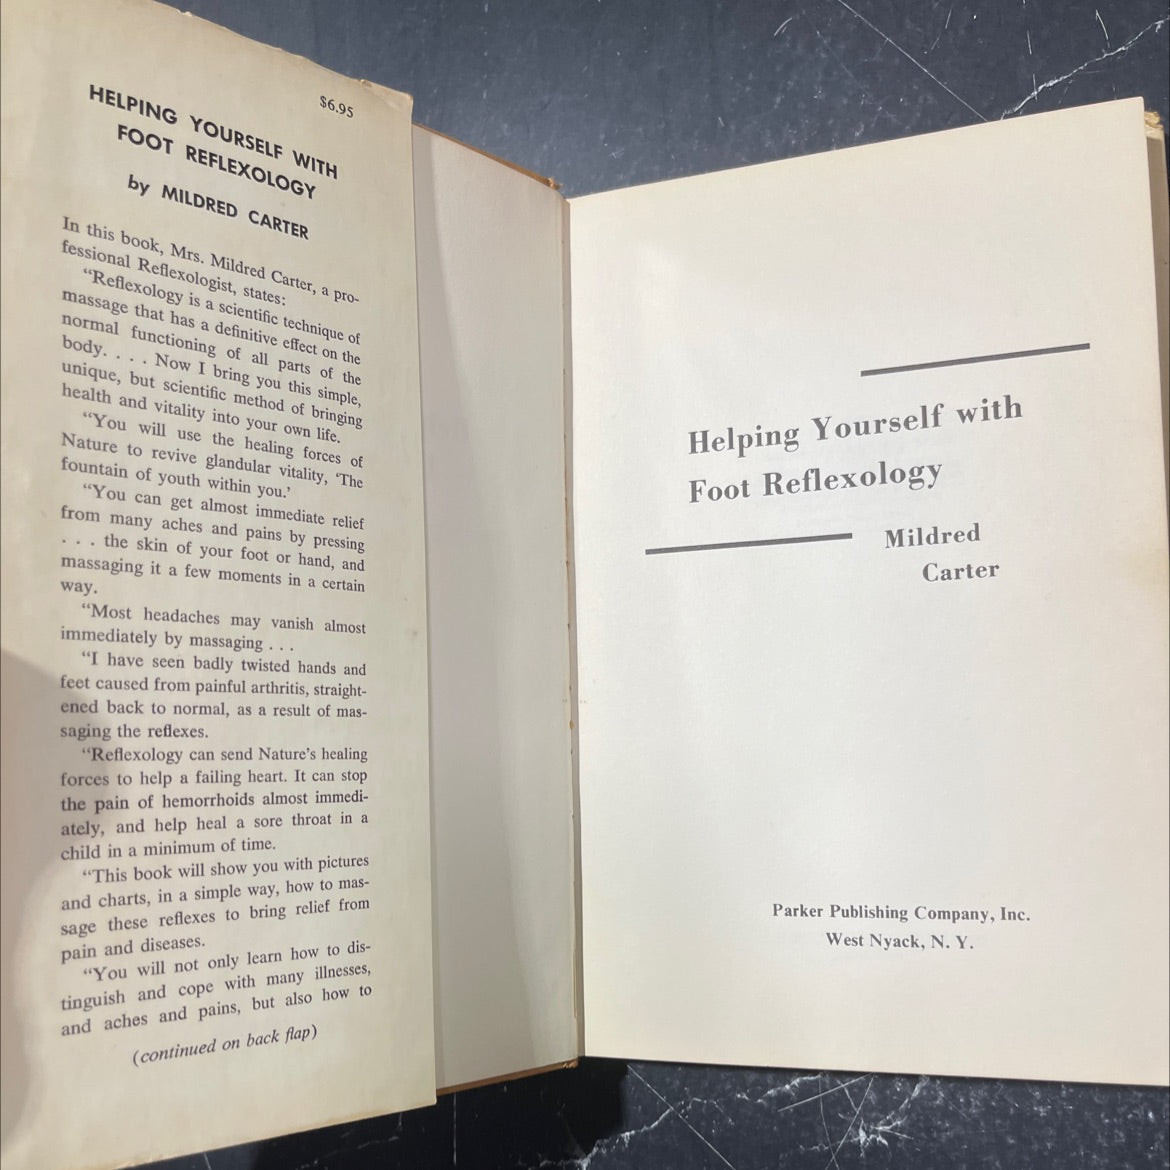 $6.95
HELPING YOURSELF WITH
FOOT REFLEXOLOGY
by MILDRED CARTER
In this book, Mrs. Mildred Carter, a pro-
fessional Reflexologist, states:
“Reflexology is a scientific technique of
massage that has a definitive effect on the
normal functioning of all parts of the
body. . . . Now I bring you this simple,
unique, but scientific method of bringing
health and vitality into your own life.
“You will use the healing forces of
Nature to revive glandular vitality, ‘The
fountain of youth within you.’
“You can get almost immediate relief
from many aches and pains by pressing
. . . the skin of your foot or hand, and
massaging it a few moments in a certain
way.
“Most headaches may vanish almost
immediately by massaging . . .
“I have seen badly twisted hands and
feet caused from painful arthritis, straight-
ened back to normal, as a result of mas-
saging the reflexes.
“Reflexology can send Nature’s healing
forces to help a failing heart. It can stop
the pain of hemorrhoids almost immedi-
ately, and help heal a sore throat in a
child in a minimum of time.
“This book will show you with pictures
and charts, in a simple way, how to mas-
sage these reflexes to bring relief from
pain and diseases.
“You will not only learn how to dis-
tinguish and cope with many illnesses,
and aches and pains, but also how to
(continued on back flap)
Helping Yourself with
Foot Reflexology
Mildred
Carter
Parker Publishing Company, Inc.
West Nyack, N. Y.